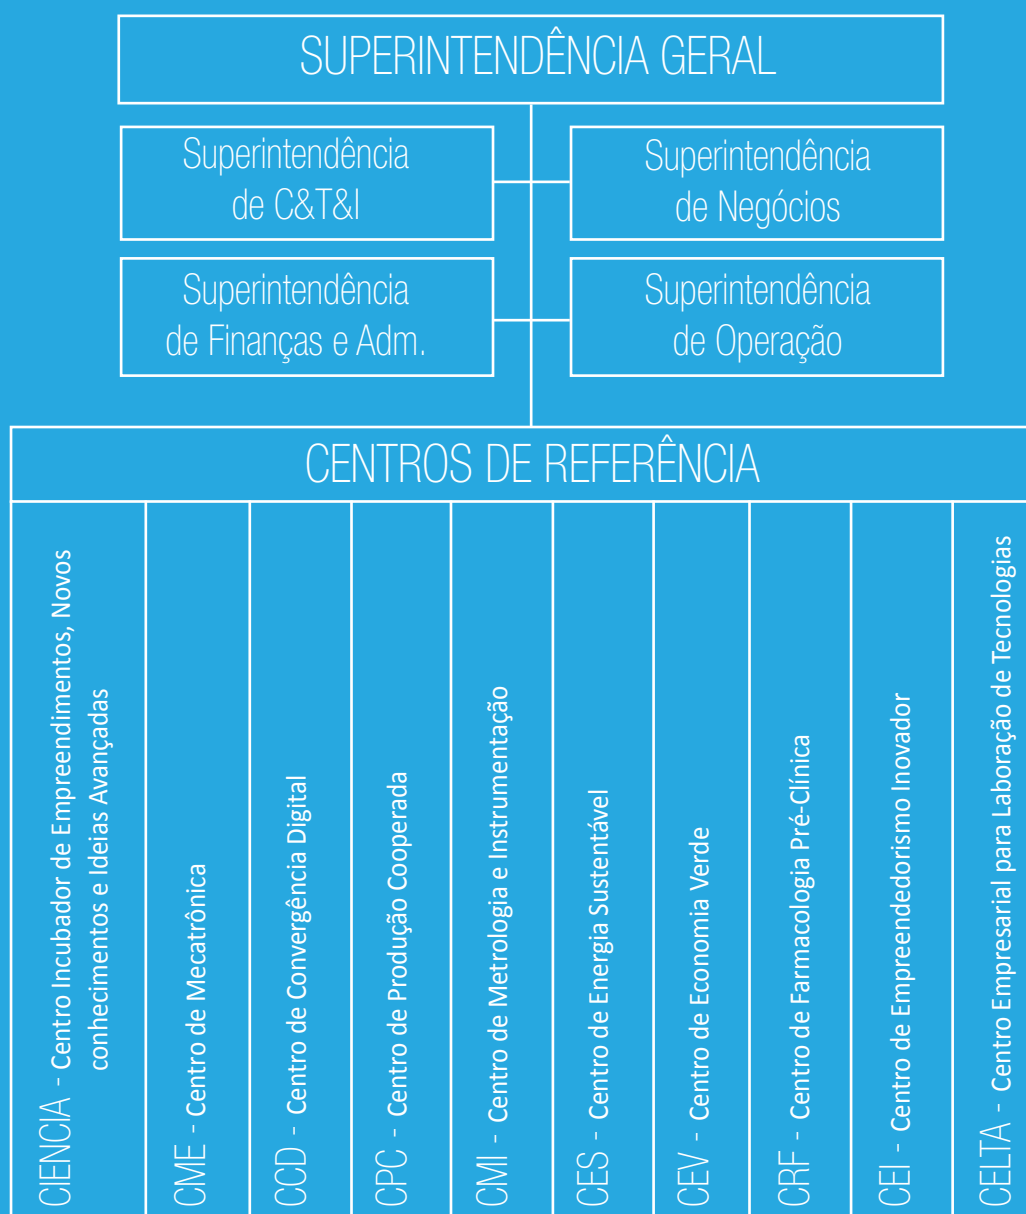 SUPERINTENDÊNCIA GERAL
Superintendência
de C&T&I
Superintendência
de Negócios
Superintendência
de Finanças e Adm.
Superintendência
de Operação
CENTROS DE REFERÊNCIA
CIENCIA - Centro Incubador de Empreendimentos, Novos
conhecimentos e Ideias Avançadas
CME - Centro de Mecatrônica
CCD - Centro de Convergência Digital
CPC - Centro de Produção Cooperada
CMI - Centro de Metrologia e Instrumentação
CES - Centro de Energia Sustentável
CEV - Centro de Economia Verde
CRF - Centro de Farmacologia Pré-Clínica
CEI - Centro de Empreendedorismo Inovador
CELTA - Centro Empresarial para Laboração de Tecnologias